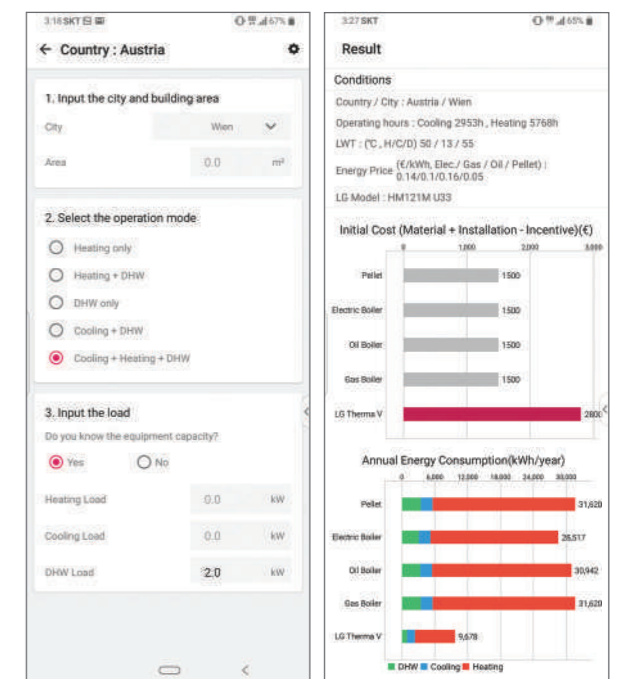 3:16 SKT
67%
Country : Austria
1. Input the city and building area
City Wien
Area 0.0 m²
2. Select the operation mode
Heating only
Heating + DHW
DHW only
Cooling + DHW
Cooling + Heating + DHW
3. Input the load
Do you know the equipment capacity?
Yes No
Heating Load 0.0 kW
Cooling Load 0.0 kW
DHW Load 2.0 kW
3:27 SKT
65%
Result
Conditions
Country / City : Austria / Wien
Operating hours : Cooling 2953h , Heating 5768h
LWT : (℃ , H/C/D) 50 / 13 / 55
Energy Price (€/kWh, Elec./ Gas / Oil / Pellet) :
0.14/0.1/0.16/0.05
LG Model : HM121M U33
Initial Cost (Material + Installation - Incentive)(€)
0 1,000 2,000 3,000
Pellet 1500
Electric Boiler 1500
Oil Boiler 1500
Gas Boiler 1500
LG Therma V 2800
Annual Energy Consumption(kWh/year)
0 6,000 12,000 18,000 24,000 30,000
Pellet 31,620
Electric Boiler 28,517
Oil Boiler 30,942
Gas Boiler 31,620
LG Therma V 9,678
DHW Cooling Heating